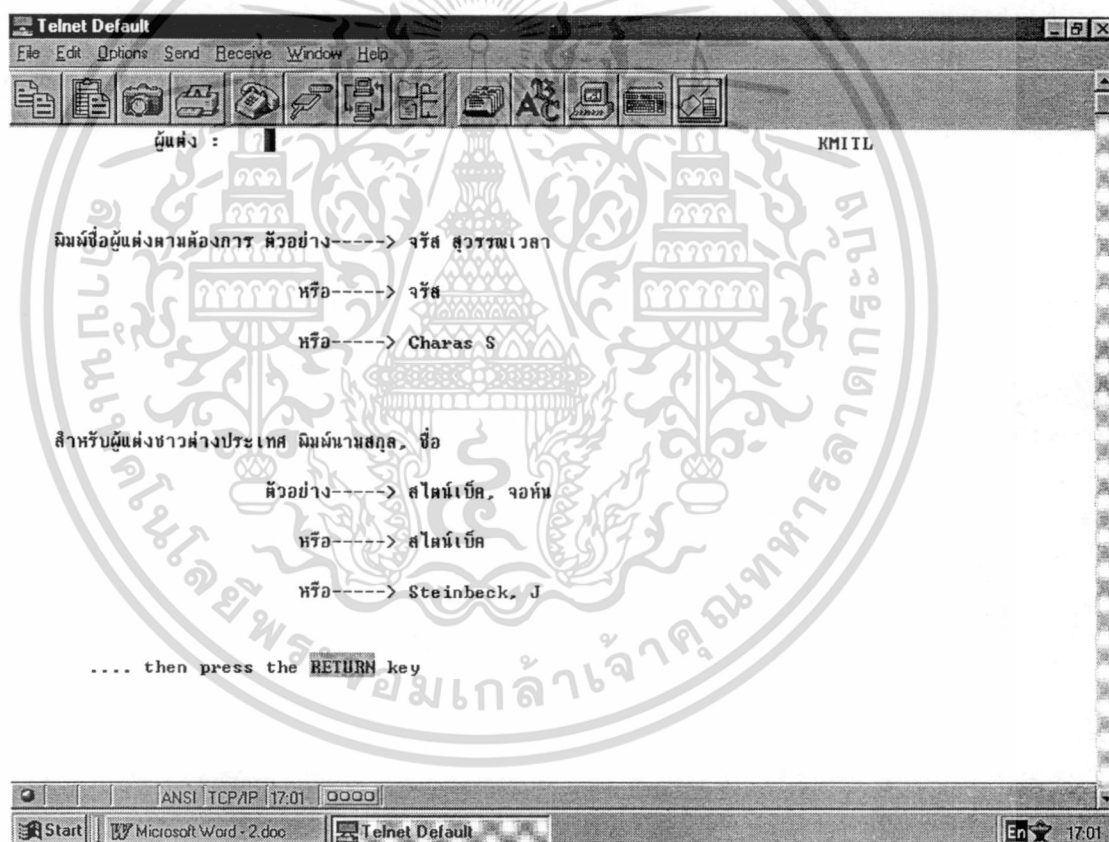 Telnet Default
File Edit Options Send Receive Window Help
ผู้แต่ง : KMITL
พิมพ์ชื่อผู้แต่งตามต้องการ ตัวอย่าง-----> จรัส สุวรรณเวลา
หรือ-----> จรัส
หรือ-----> Charas S
สำหรับผู้แต่งชาวต่างประเทศ พิมพ์นามสกุล, ชื่อ
ตัวอย่าง-----> สไตน์เบ็ค, จอห์น
หรือ-----> สไตน์เบ็ค
หรือ-----> Steinbeck, J
.... then press the RETURN key
ANSI TCP/IP 17:01
Start Microsoft Word - 2.doc Telnet Default En 17:01